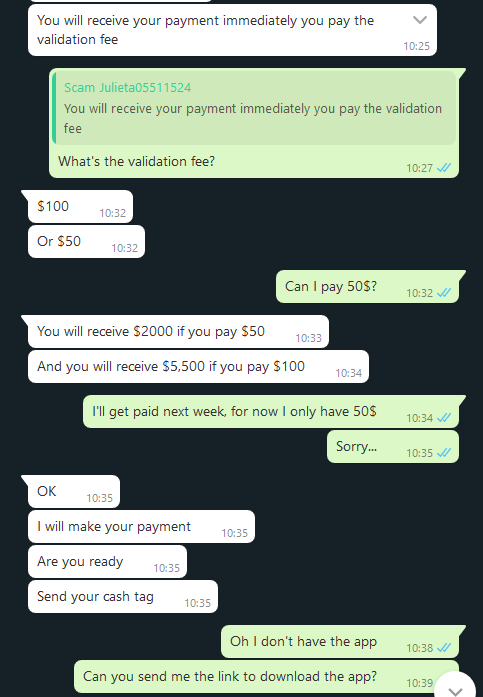 You will receive your payment immediately you pay the
validation fee
10:25
Scam Julieta05511524
You will receive your payment immediately you pay the validation
fee
What's the validation fee?
10:27
$100
10:32
Or $50
10:32
Can I pay 50$?
10:32
You will receive $2000 if you pay $50
10:33
And you will receive $5,500 if you pay $100
10:34
I'll get paid next week, for now I only have 50$
10:34
Sorry...
10:35
OK
10:35
I will make your payment
10:35
Are you ready
10:35
Send your cash tag
10:35
Oh I don't have the app
10:38
Can you send me the link to download the app?
10:39